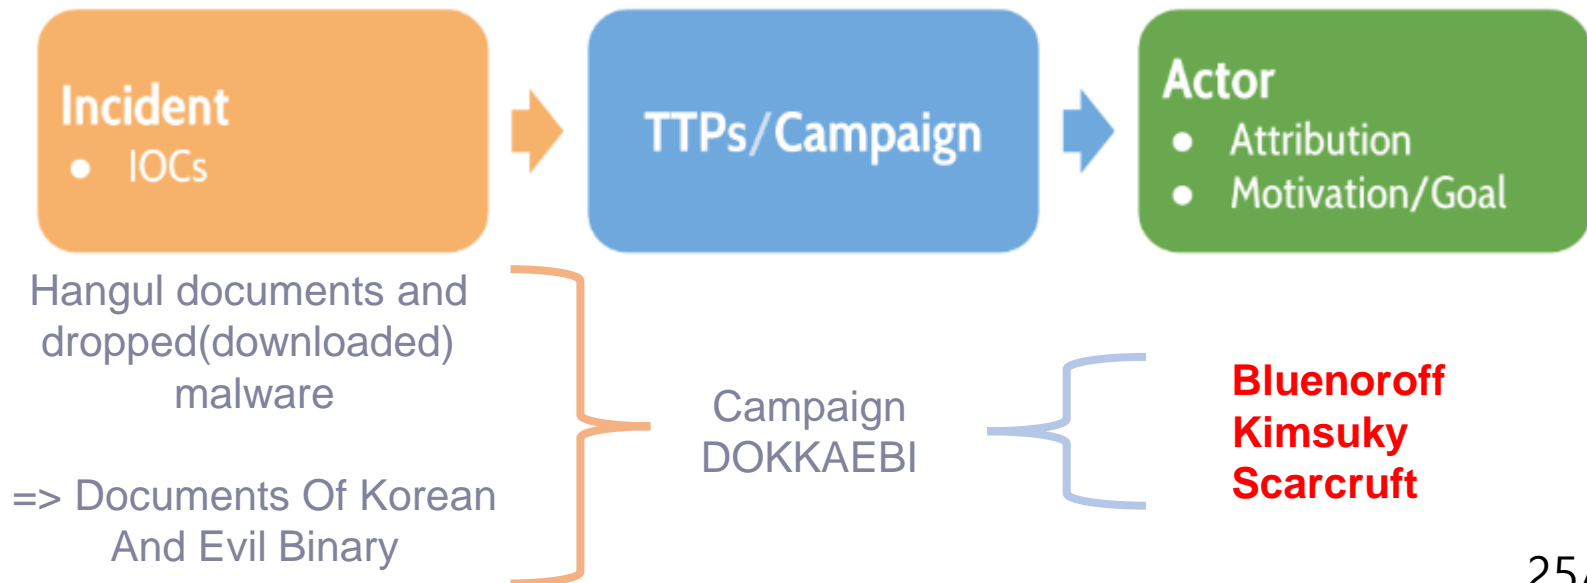 Incident
● IOCs
TTPs/Campaign
Actor
● Attribution
● Motivation/Goal
Hangul documents and
dropped(downloaded)
malware
=> Documents Of Korean
And Evil Binary
Campaign
DOKKAEBI
Bluenoroff
Kimsuky
Scarcruft
25/